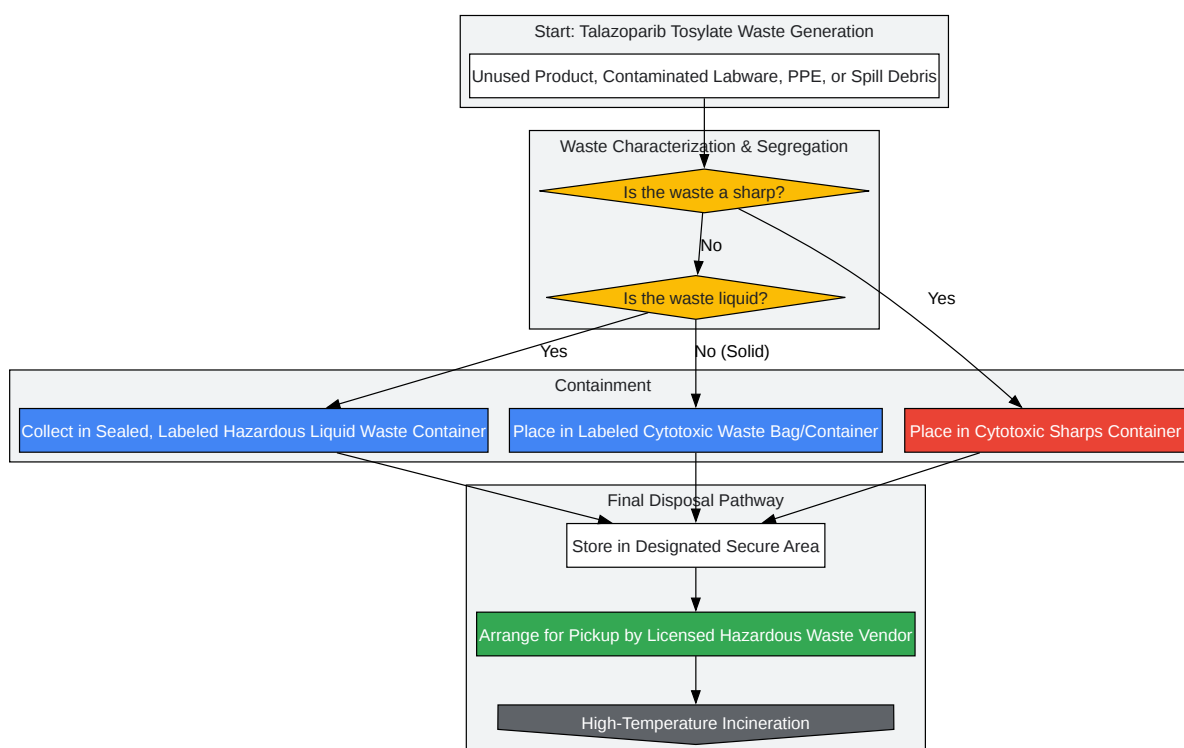 Start: Talazoparib Tosylate Waste Generation
Unused Product, Contaminated Labware, PPE, or Spill Debris
Waste Characterization & Segregation
Is the waste a sharp?
No
Yes
Is the waste liquid?
Yes
No (Solid)
Containment
Collect in Sealed, Labeled Hazardous Liquid Waste Container
Place in Labeled Cytotoxic Waste Bag/Container
Place in Cytotoxic Sharps Container
Final Disposal Pathway
Store in Designated Secure Area
Arrange for Pickup by Licensed Hazardous Waste Vendor
High-Temperature Incineration